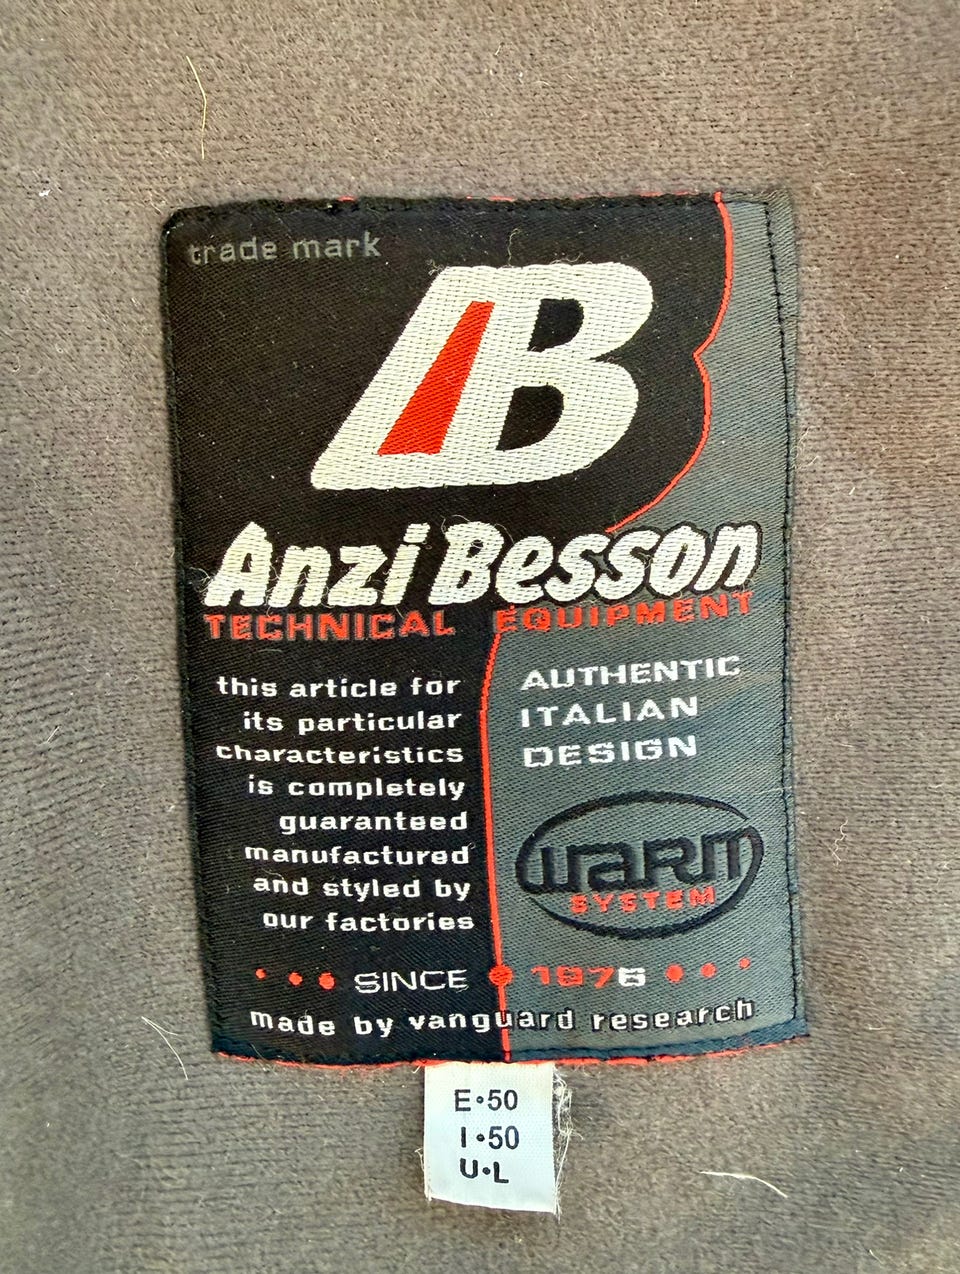 trade mark
AB
Anzi Besson
TECHNICAL EQUIPMENT
this article for
its particular
characteristics
is completely
guaranteed
manufactured
and styled by
our factories
AUTHENTIC
ITALIAN
DESIGN
WARM
SYSTEM
SINCE 1976
made by vanguard research
E•50
I•50
U•L